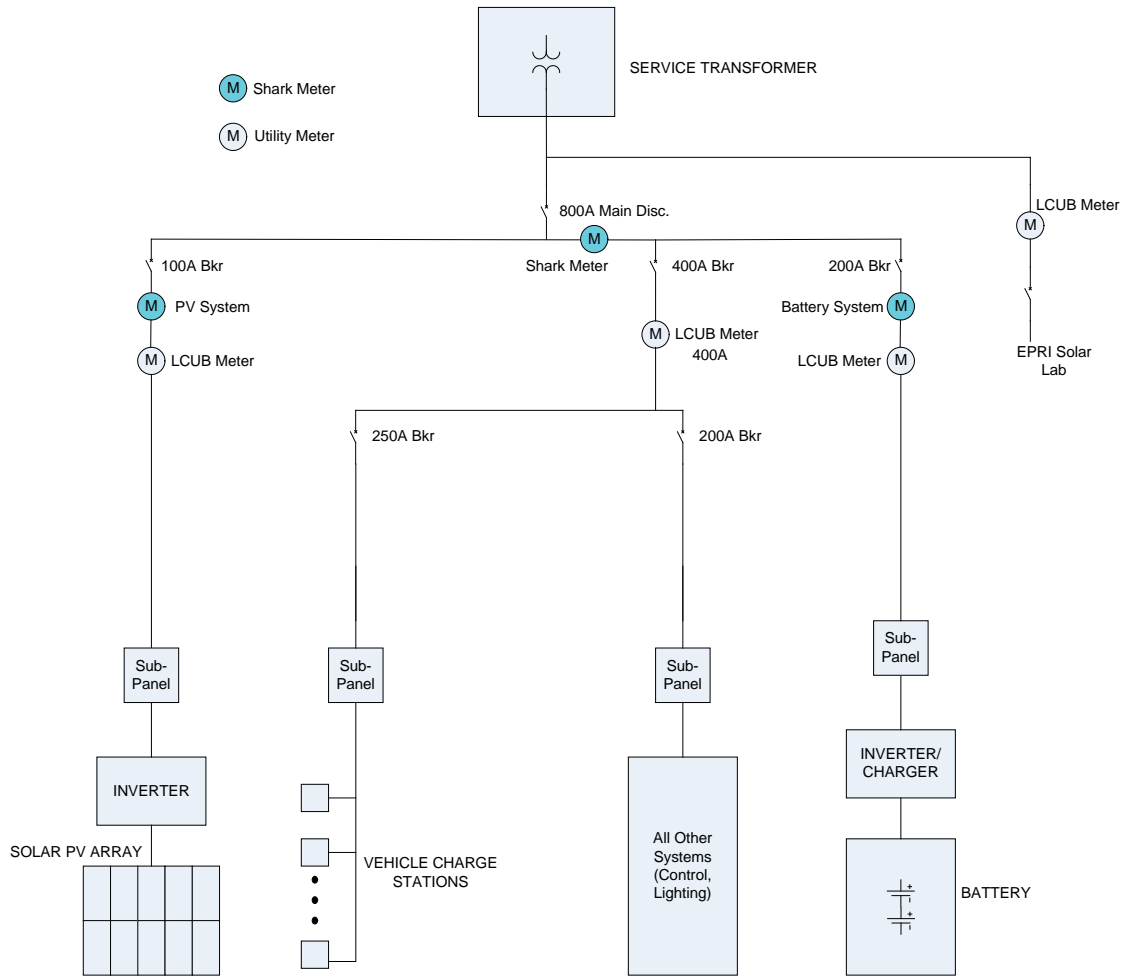 SERVICE TRANSFORMER
M
Shark Meter
M
Utility Meter
LCUB Meter
M
800A Main Disc.
M
Shark Meter
100A Bkr
400A Bkr
200A Bkr
M
PV System
Battery System
M
M
LCUB Meter
400A
M
LCUB Meter
LCUB Meter
M
EPRI Solar
Lab
250A Bkr
200A Bkr
Sub-
Panel
Sub-
Panel
Sub-
Panel
Sub-
Panel
INVERTER
INVERTER/
CHARGER
SOLAR PV ARRAY
VEHICLE CHARGE
STATIONS
All Other
Systems
(Control,
Lighting)
BATTERY
+
-
+
-